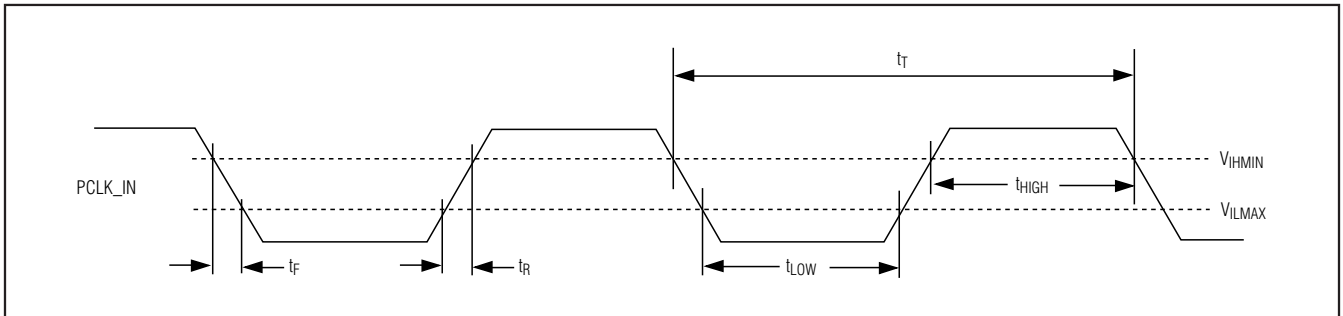 tT
VIHMIN
PCLK_IN
tHIGH
VILMAX
tF
tR
tLOW